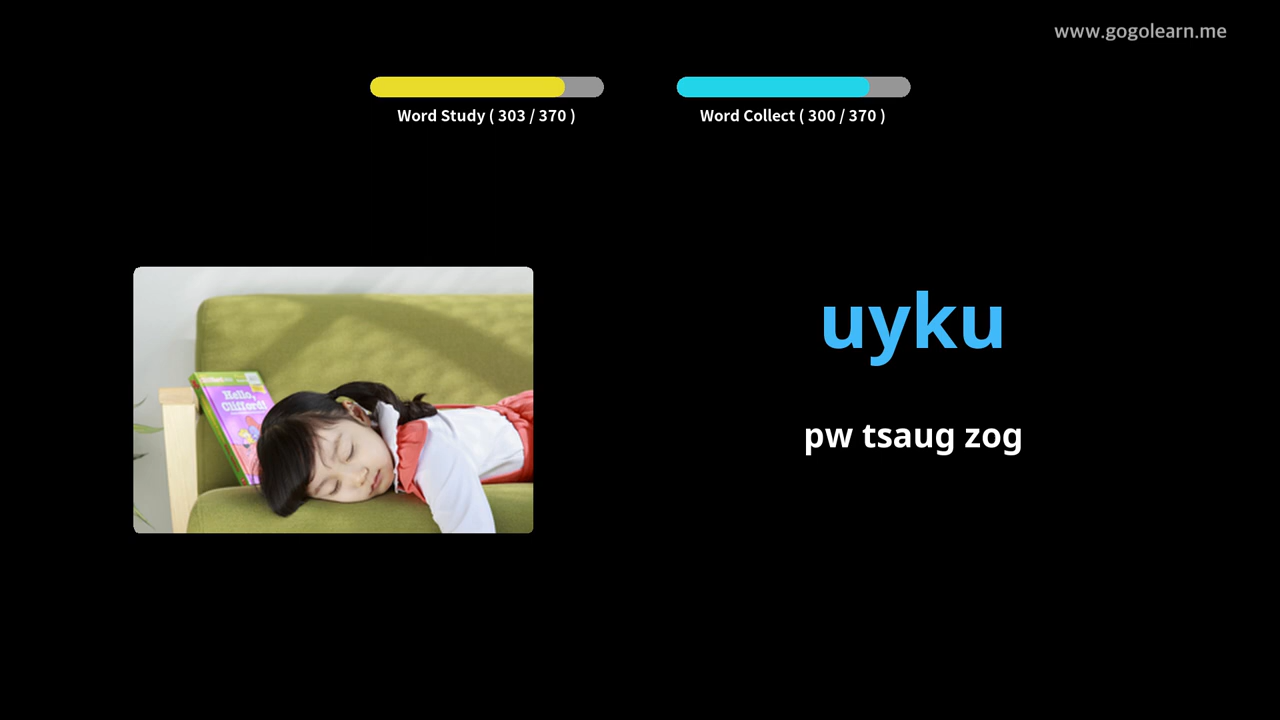 www.gogolearn.me
Word Study ( 303 / 370 )
Word Collect ( 300 / 370 )
Hello,
Clifford!
uyku
pw tsaug zog